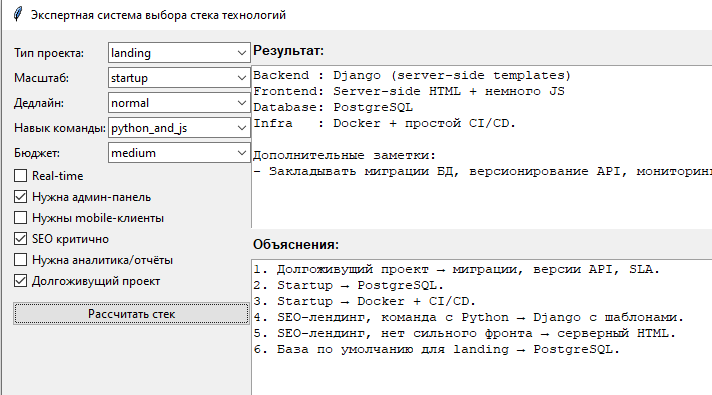 Экспертная система выбора стека технологий
Тип проекта: landing
Масштаб: startup
Дедлайн: normal
Навык команды: python_and_js
Бюджет: medium
Real-time
Нужна админ-панель
Нужны mobile-клиенты
SEO критично
Нужна аналитика/отчёты
Долгоживущий проект
Рассчитать стек
Результат:
Backend : Django (server-side templates)
Frontend: Server-side HTML + немного JS
Database: PostgreSQL
Infra   : Docker + простой CI/CD.
Дополнительные заметки:
- Закладывать миграции БД, версионирование API, мониторинг
Объяснения:
1. Долгоживущий проект → миграции, версии API, SLA.
2. Startup → PostgreSQL.
3. Startup → Docker + CI/CD.
4. SEO-лендинг, команда с Python → Django с шаблонами.
5. SEO-лендинг, нет сильного фронта → серверный HTML.
6. База по умолчанию для landing → PostgreSQL.